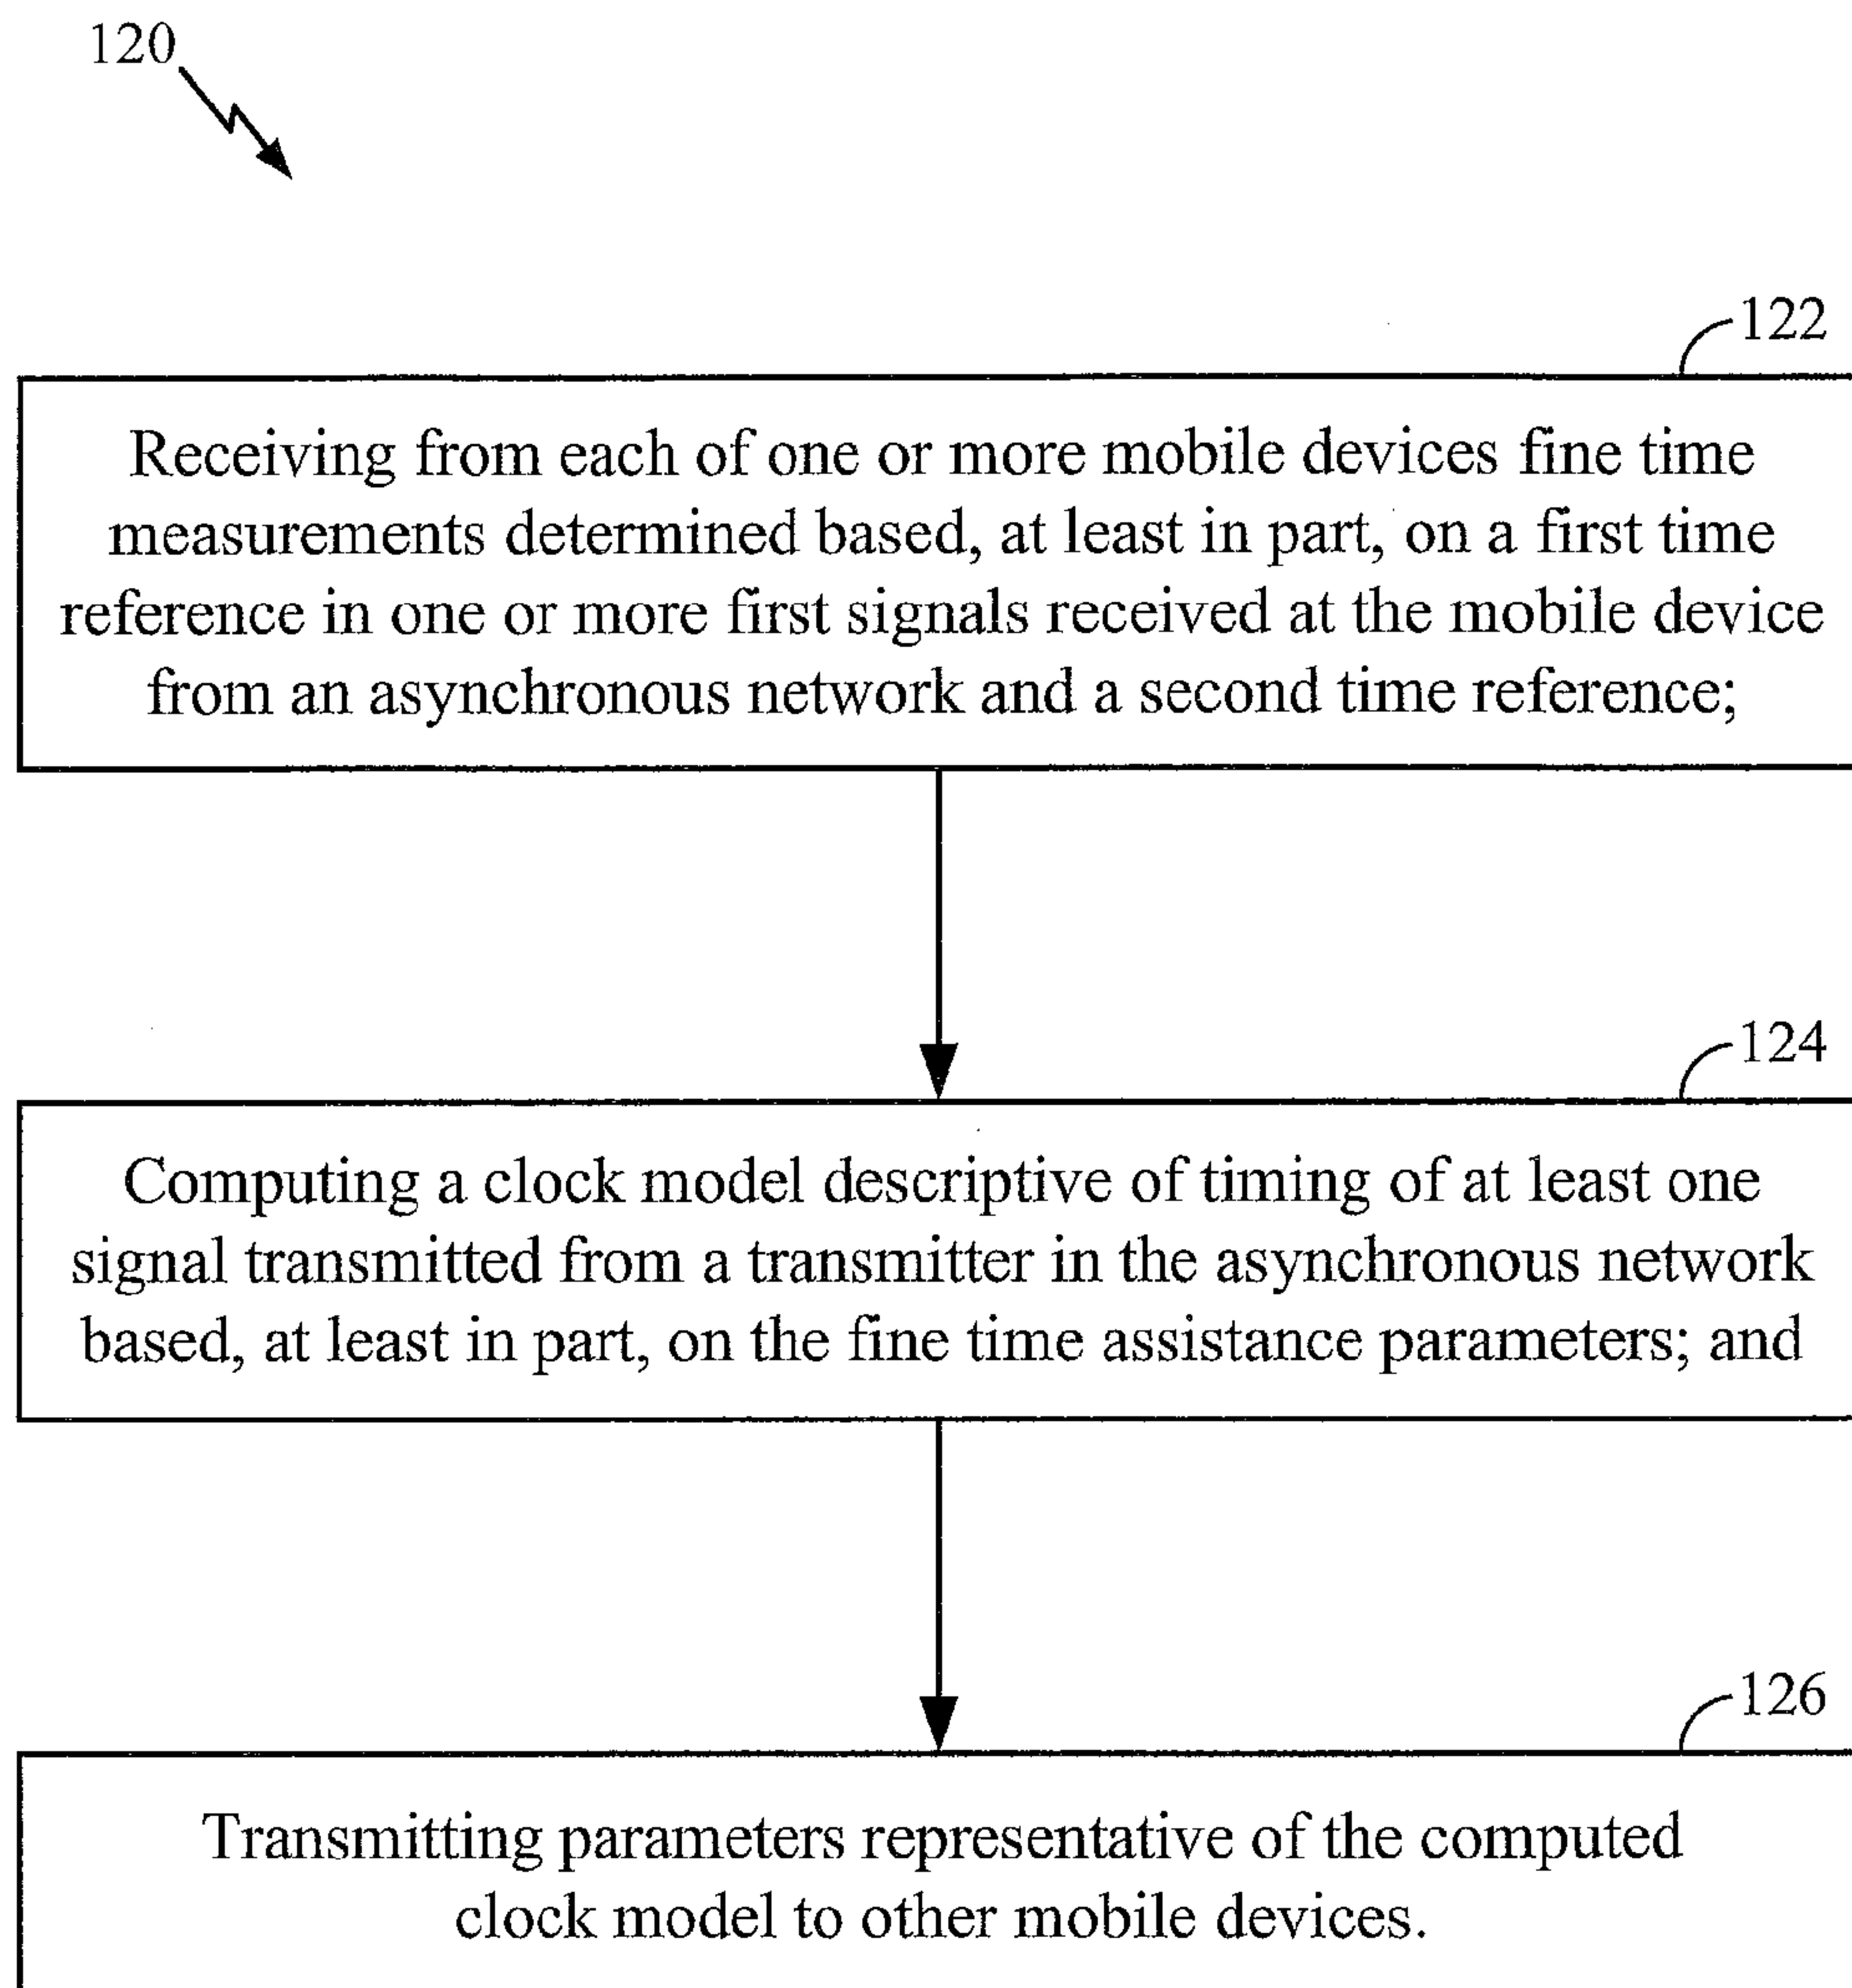 120
122
Receiving from each of one or more mobile devices fine time
measurements determined based, at least in part, on a first time
reference in one or more first signals received at the mobile device
from an asynchronous network and a second time reference;
124
Computing a clock model descriptive of timing of at least one
signal transmitted from a transmitter in the asynchronous network
based, at least in part, on the fine time assistance parameters; and
126
Transmitting parameters representative of the computed
clock model to other mobile devices.